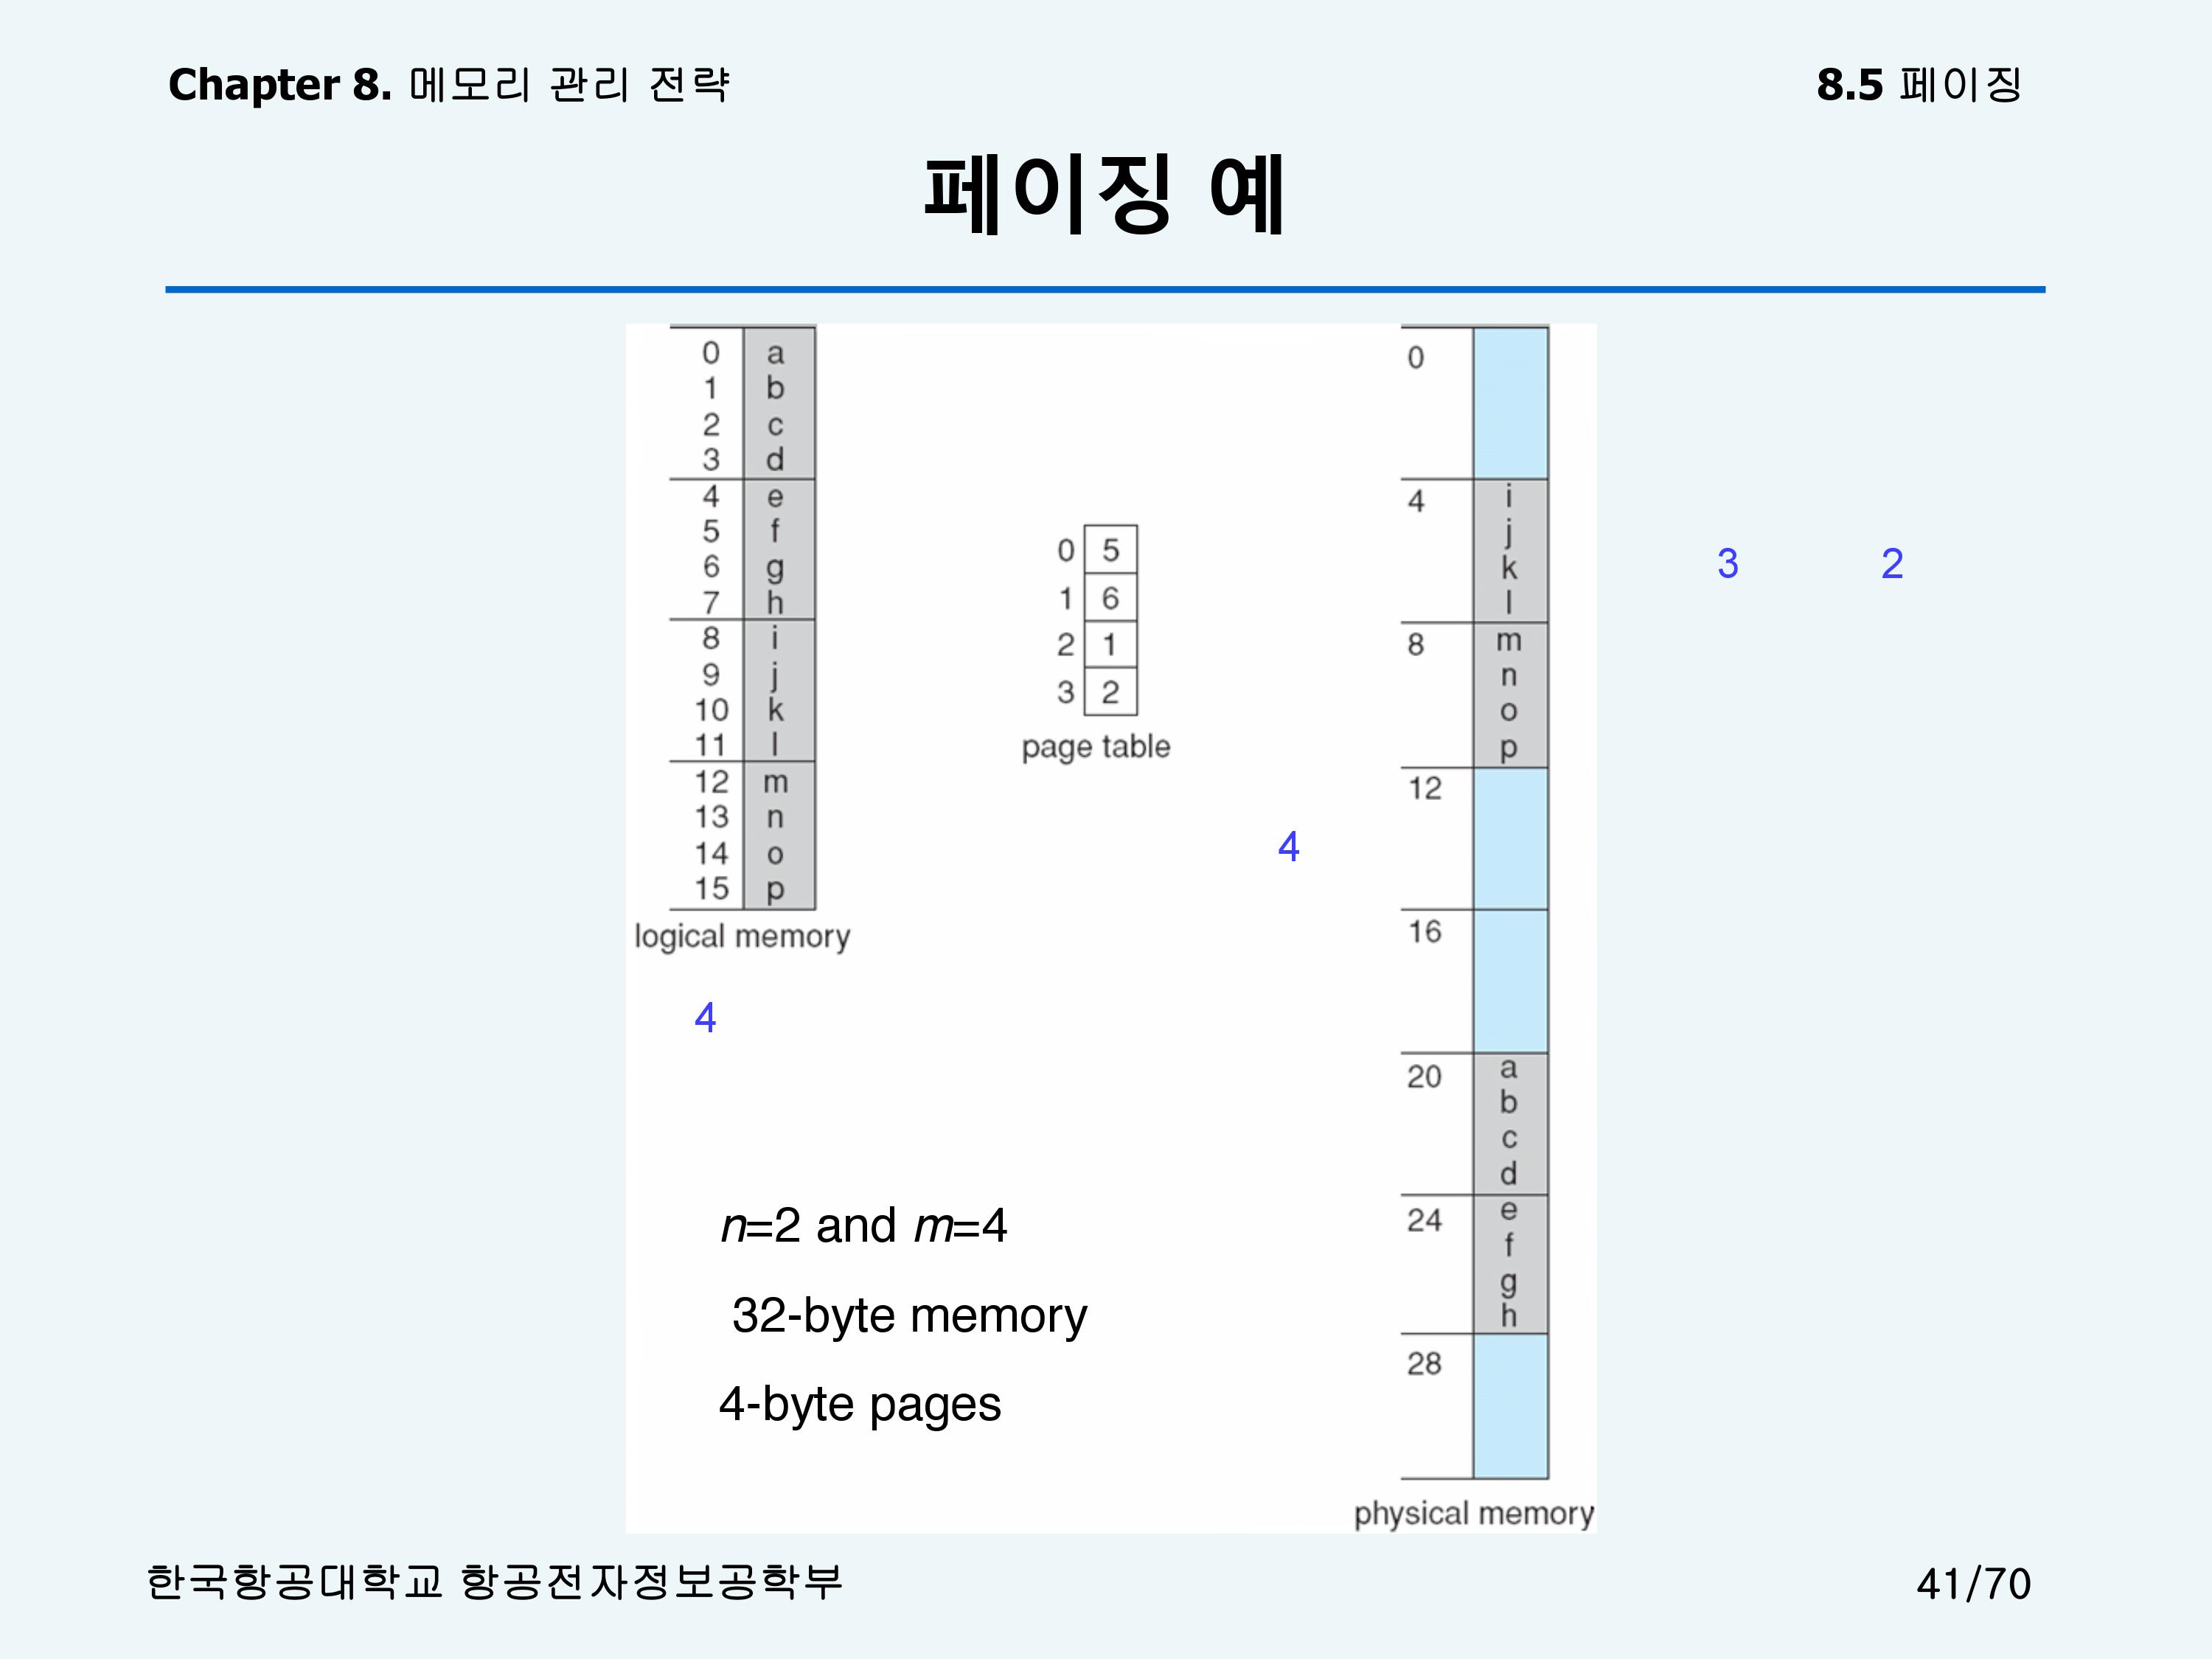 Chapter 8. 메모리 관리 전략
8.5 페이징
페이징 예
0 a
1 b
2 c
3 d
4 e
5 f
6 g
7 h
8 i
9 j
10 k
11 l
12 m
13 n
14 o
15 p
logical memory
4
0 5
1 6
2 1
3 2
page table
4
0
4 i
j
k
l
8 m
n
o
p
12
16
20 a
b
c
d
24 e
f
g
h
28
physical memory
3 2
n=2 and m=4
32-byte memory
4-byte pages
한국항공대학교 항공전자정보공학부
41/70